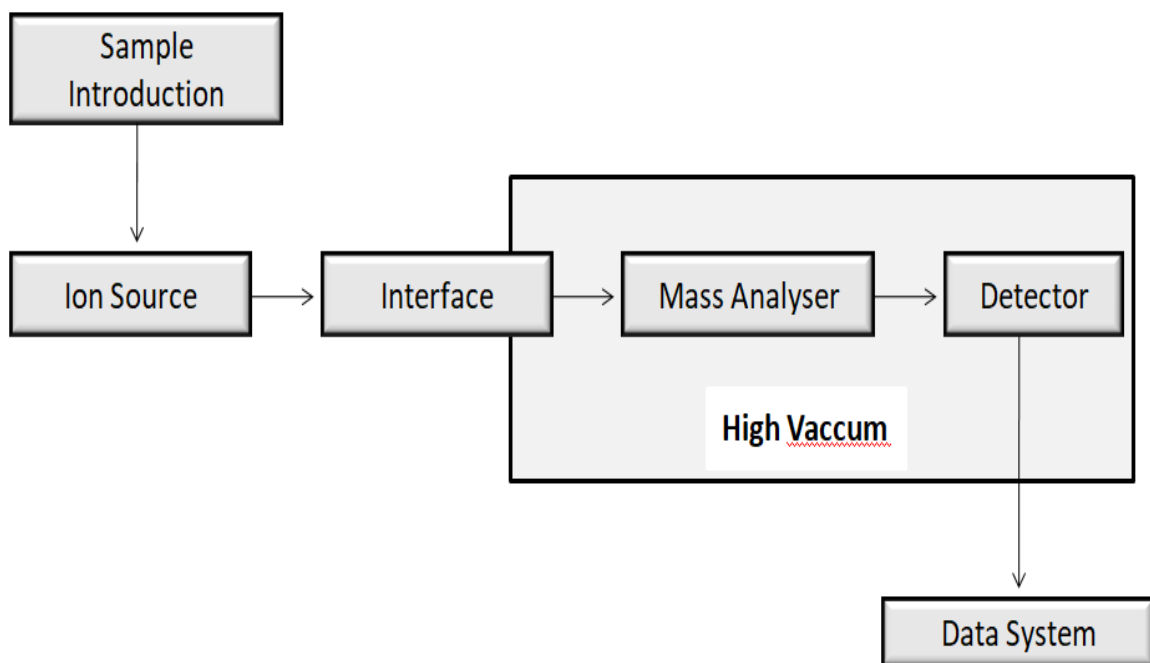 Sample
Introduction
Ion Source
Interface
Mass Analyser
Detector
High Vaccum
Data System